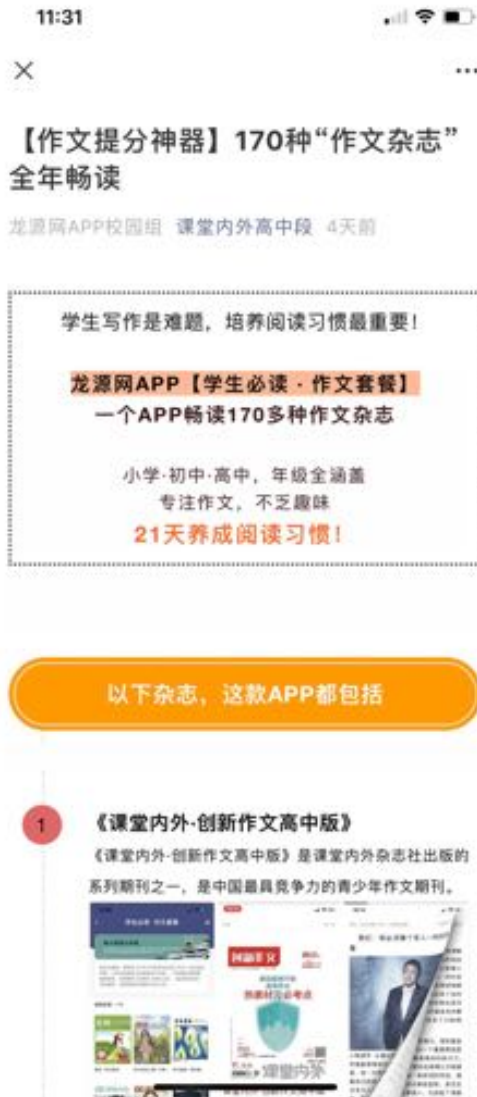 11:31
【作文提分神器】170种“作文杂志”
全年畅读
龙源网APP校园组 课堂内外高中段 4天前
学生写作是难题，培养阅读习惯最重要！
龙源网APP【学生必读·作文套餐】
一个APP畅读170多种作文杂志
小学·初中·高中，年级全涵盖
专注作文，不乏趣味
21天养成阅读习惯！
以下杂志，这款APP都包括
1
《课堂内外·创新作文高中版》
《课堂内外·创新作文高中版》是课堂内外杂志社出版的
系列期刊之一，是中国最具竞争力的青少年作文期刊。
创新作文
课堂内外